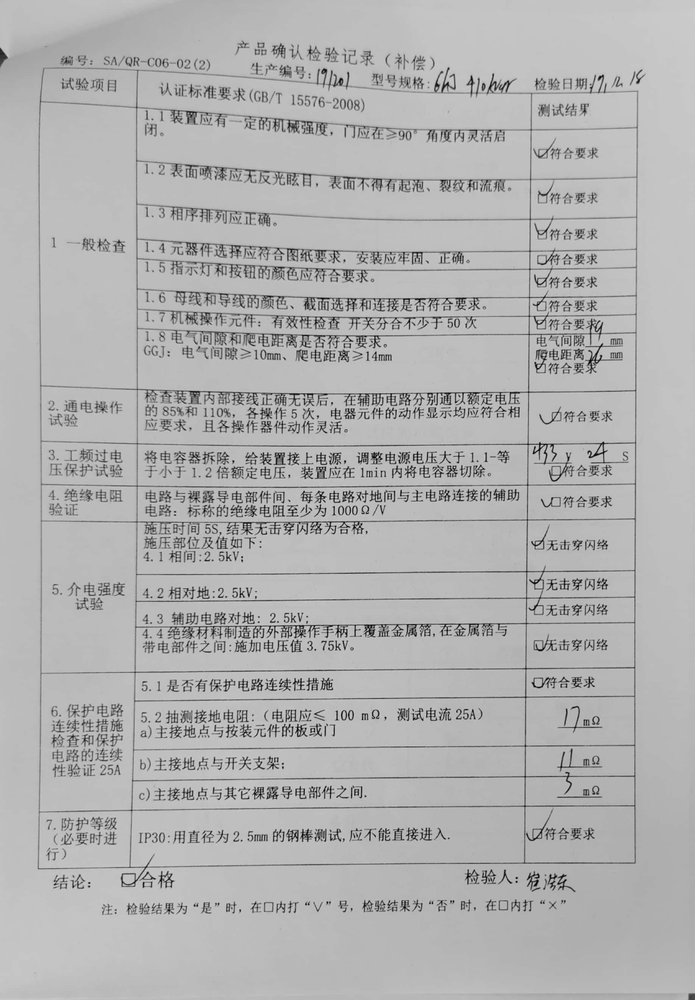 产品确认检验记录（补偿）
编号：SA/QR-C06-02(2) 生产编号：191201 型号规格： 410kvar 检验日期：19.12.18
试验项目 认证标准要求(GB/T 15576-2008) 测试结果
1 一般检查
1.1 装置应有一定的机械强度，门应在≥90°角度内灵活启
闭。
☑符合要求
1.2 表面喷漆应无反光眩目，表面不得有起泡、裂纹和流痕。
☑符合要求
1.3 相序排列应正确。
☑符合要求
1.4 元器件选择应符合图纸要求，安装应牢固、正确。
☑符合要求
1.5 指示灯和按钮的颜色应符合要求。
☑符合要求
1.6 母线和导线的颜色、截面选择和连接是否符合要求。
☑符合要求
1.7 机械操作元件：有效性检查 开关分合不少于 50 次
☑符合要求
1.8 电气间隙和爬电距离是否符合要求。
GGJ：电气间隙≥10mm、爬电距离≥14mm
电气间隙 19 mm
爬电距离 26 mm
☑符合要求
2.通电操作
试验
检查装置内部接线正确无误后，在辅助电路分别通以额定电压
的 85%和 110%，各操作 5 次，电器元件的动作显示均应符合相
应要求，且各操作器件动作灵活。
☑符合要求
3.工频过电
压保护试验
将电容器拆除，给装置接上电源，调整电源电压大于 1.1-等
于小于 1.2 倍额定电压，装置应在 1min 内将电容器切除。
433 V 24 S
☑符合要求
4.绝缘电阻
验证
电路与裸露导电部件间、每条电路对地间与主电路连接的辅助
电路：标称的绝缘电阻至少为 1000Ω/V
☑符合要求
5.介电强度
试验
施压时间 5S,结果无击穿闪络为合格,
施压部位及值如下:
4.1 相间:2.5kV;
☑无击穿闪络
4.2 相对地:2.5kV;
☑无击穿闪络
4.3 辅助电路对地: 2.5kV;
☑无击穿闪络
4.4 绝缘材料制造的外部操作手柄上覆盖金属箔,在金属箔与
带电部件之间:施加电压值 3.75kV。
☑无击穿闪络
6.保护电路
连续性措施
检查和保护
电路的连续
性验证 25A
5.1 是否有保护电路连续性措施
☑符合要求
5.2 抽测接地电阻:（电阻应≤ 100 mΩ，测试电流 25A）
a)主接地点与按装元件的板或门
17 mΩ
b)主接地点与开关支架;
11 mΩ
c)主接地点与其它裸露导电部件之间.
3 mΩ
7.防护等级
（必要时进
行）
IP30:用直径为 2.5mm 的钢棒测试,应不能直接进入.
☑符合要求
结论： ☑合格 检验人：崔浩东
注：检验结果为“是”时，在□内打“∨”号，检验结果为“否”时，在□内打“×”